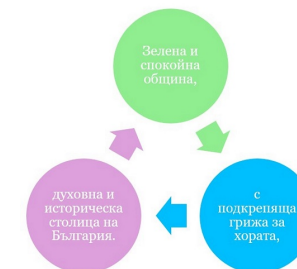 Зелена и
спокойна
община,
с
подкрепяща
грижа за
хората,
духовна и
историческа
столица на
България.